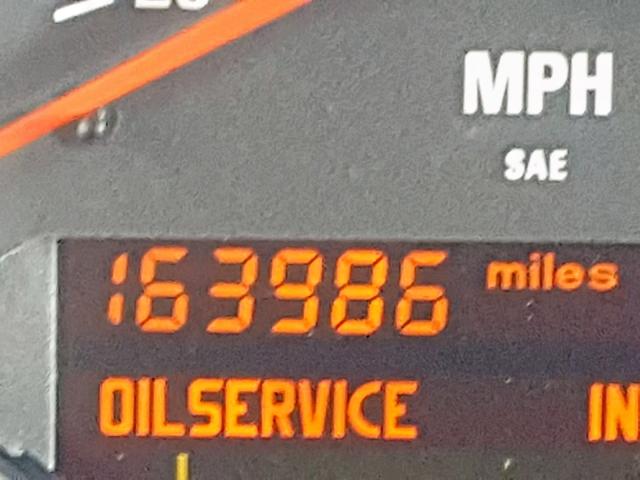 MPH
SAE
163986 miles
OILSERVICE IN